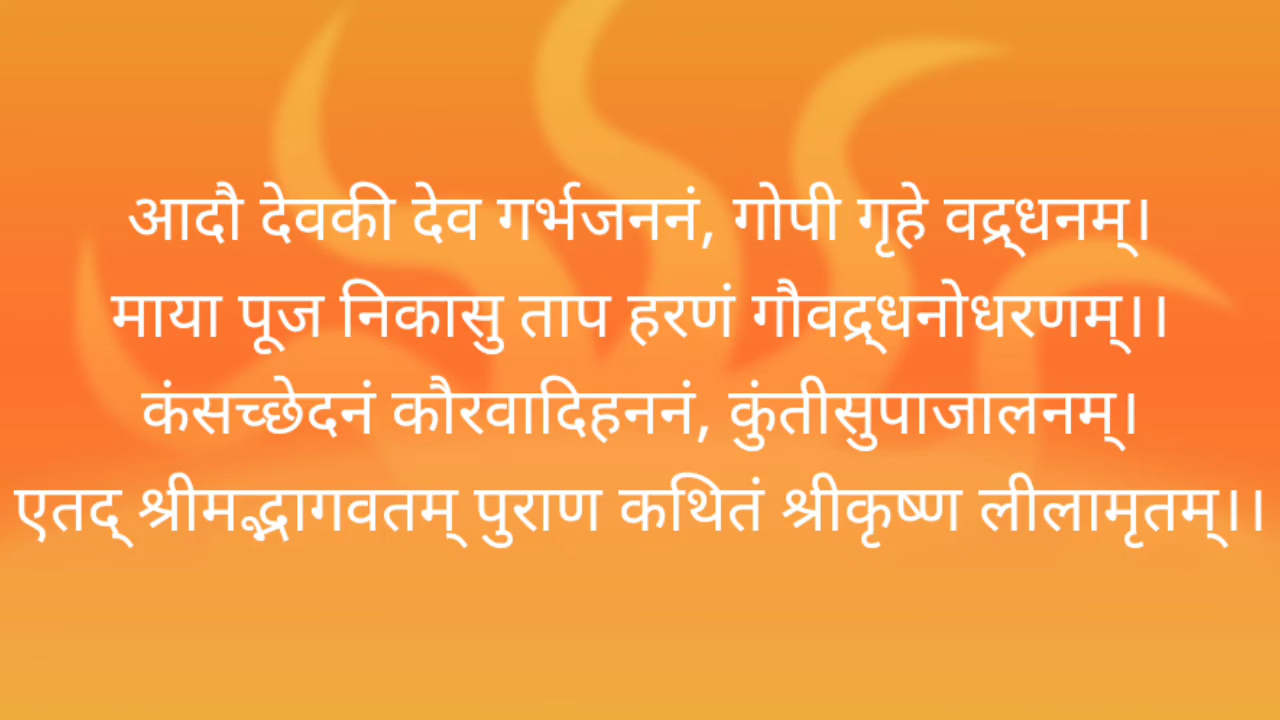 आदौ देवकी देव गर्भजननं, गोपी गृहे वद्र्धनम्।
माया पूज निकासु ताप हरणं गौवद्र्धनोधरणम्।।
कंसच्छेदनं कौरवादिहननं, कुंतीसुपाजालनम्।
एतद् श्रीमद्भागवतम् पुराण कथितं श्रीकृष्ण लीलामृतम्।।